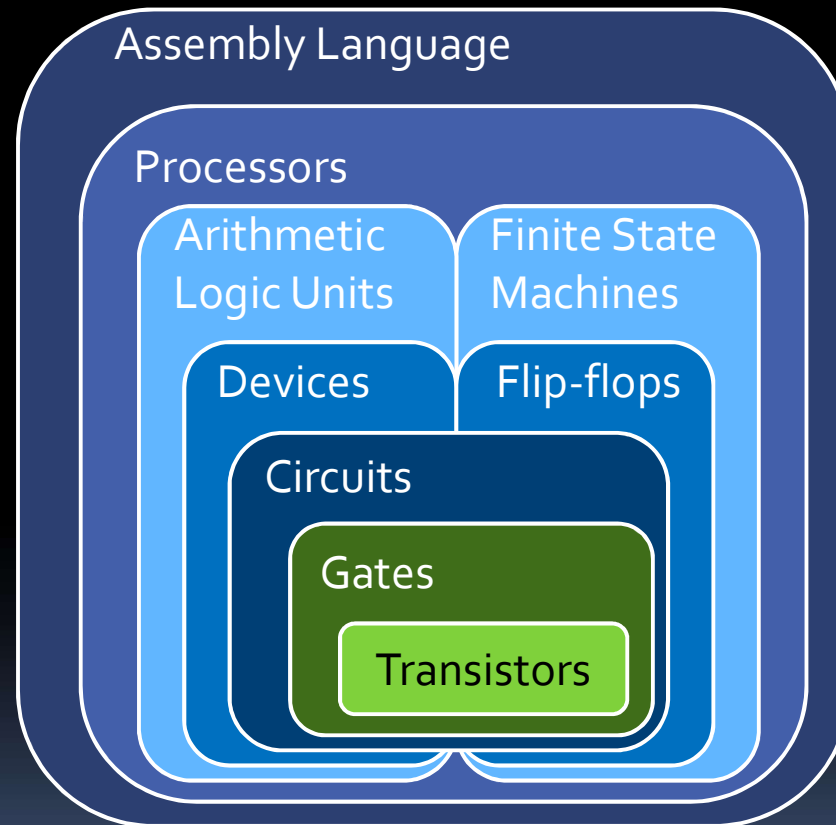 Assembly Language
Processors
Arithmetic
Logic Units
Finite State
Machines
Devices
Flip-flops
Circuits
Gates
Transistors